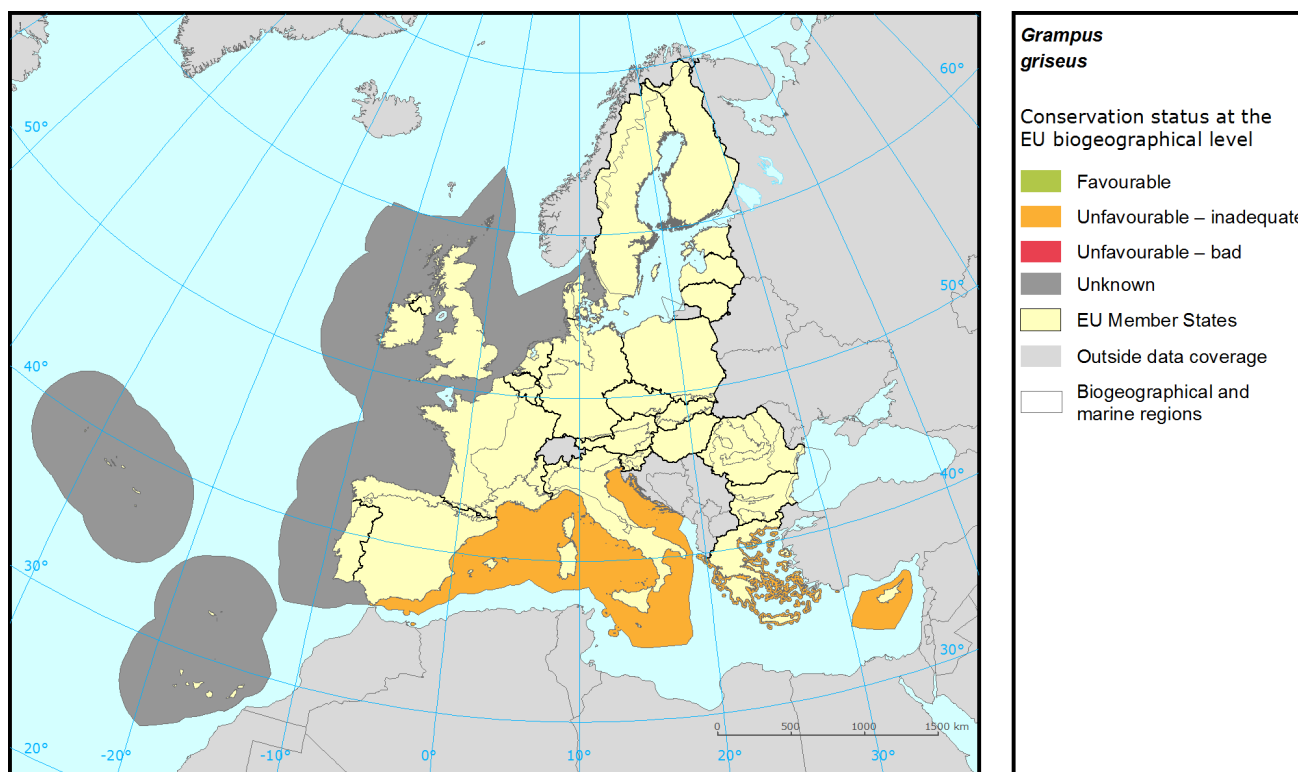 Grampus
griseus
Conservation status at the
EU biogeographical level
Favourable
Unfavourable – inadequate
Unfavourable – bad
Unknown
EU Member States
Outside data coverage
Biogeographical and
marine regions
60°
50°
50°
40°
40°
30°
30°
20°
-20°
-10°
0°
10°
20°
30°
0 500 1000 1500 km